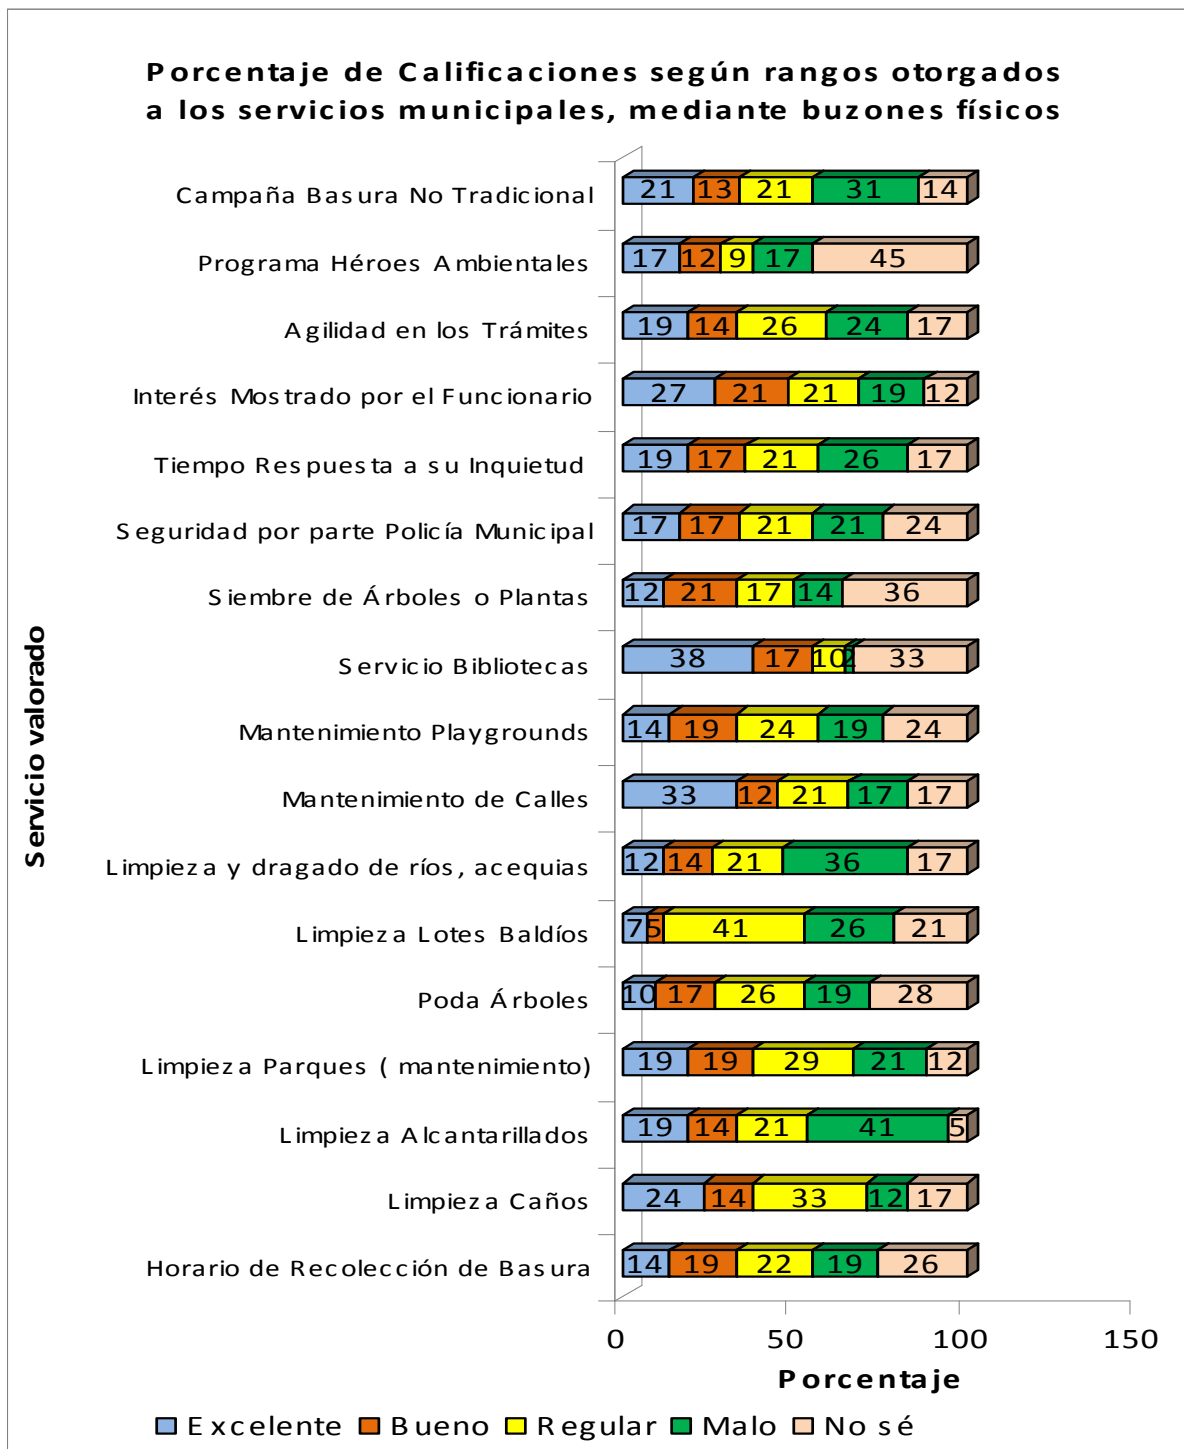 Porcentaje de Calificaciones según rangos otorgados
a los servicios municipales, mediante buzones físicos
Servicio valorado
Campaña Basura No Tradicional 21 13 21 31 14
Programa Héroes Ambientales 17 12 9 17 45
Agilidad en los Trámites 19 14 26 24 17
Interés Mostrado por el Funcionario 27 21 21 19 12
Tiempo Respuesta a su Inquietud 19 17 21 26 17
Seguridad por parte Policía Municipal 17 17 21 21 24
Siembre de Árboles o Plantas 12 21 17 14 36
Servicio Bibliotecas 38 17 10 2 33
Mantenimiento Playgrounds 14 19 24 19 24
Mantenimiento de Calles 33 12 21 17 17
Limpieza y dragado de ríos, acequias 12 14 21 36 17
Limpieza Lotes Baldíos 7 5 41 26 21
Poda Árboles 10 17 26 19 28
Limpieza Parques ( mantenimiento) 19 19 29 21 12
Limpieza Alcantarillados 19 14 21 41 5
Limpieza Caños 24 14 33 12 17
Horario de Recolección de Basura 14 19 22 19 26
0 50 100 150
Porcentaje
Excelente Bueno Regular Malo No sé